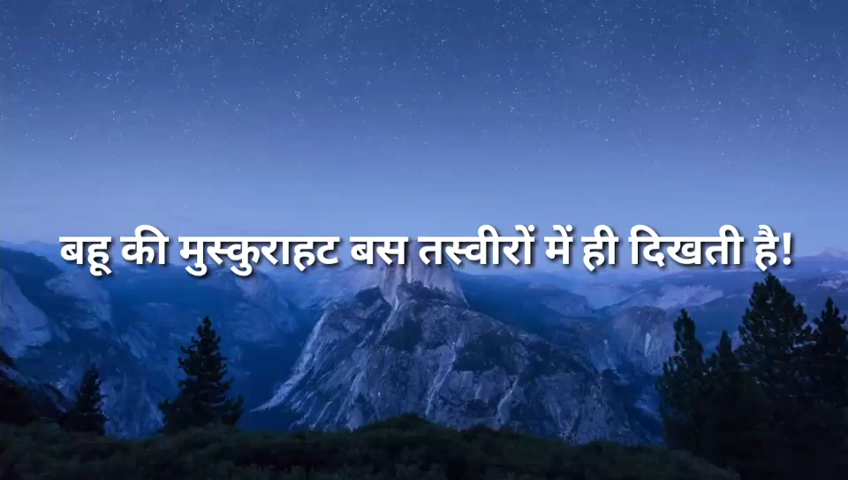 बहू की मुस्कुराहट बस तस्वीरों में ही दिखती है!